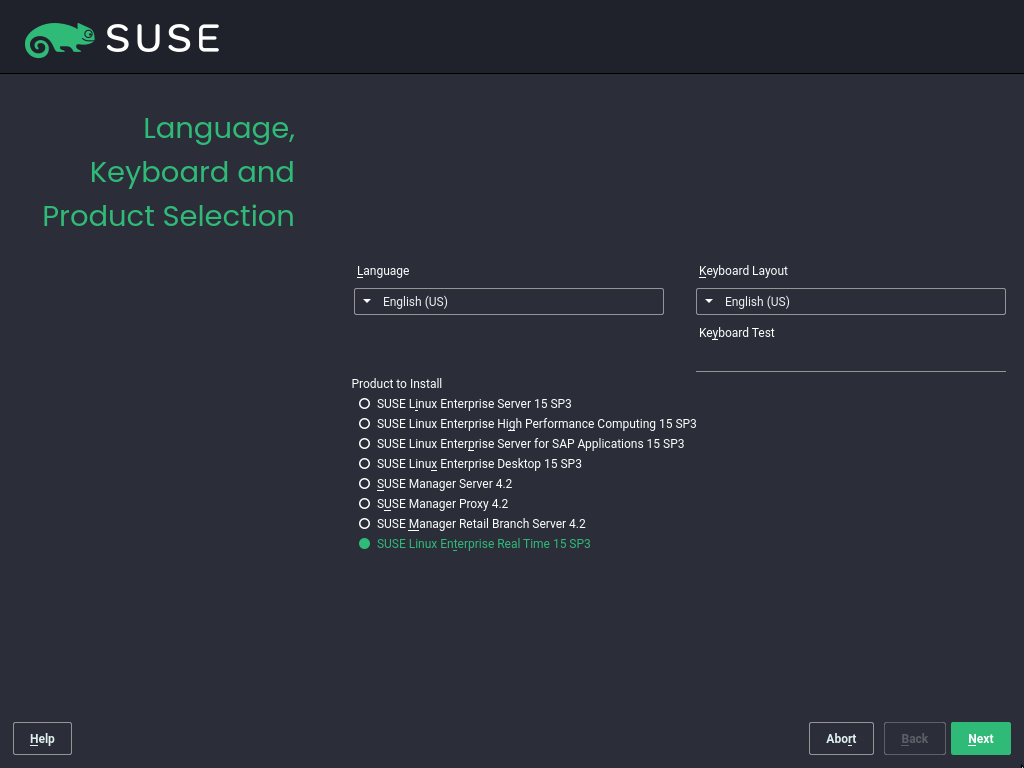 SUSE
Language,
Keyboard and
Product Selection
Language
Keyboard Layout
English (US)
English (US)
Keyboard Test
Product to Install
SUSE Linux Enterprise Server 15 SP3
SUSE Linux Enterprise High Performance Computing 15 SP3
SUSE Linux Enterprise Server for SAP Applications 15 SP3
SUSE Linux Enterprise Desktop 15 SP3
SUSE Manager Server 4.2
SUSE Manager Proxy 4.2
SUSE Manager Retail Branch Server 4.2
SUSE Linux Enterprise Real Time 15 SP3
Help
Abort
Back
Next